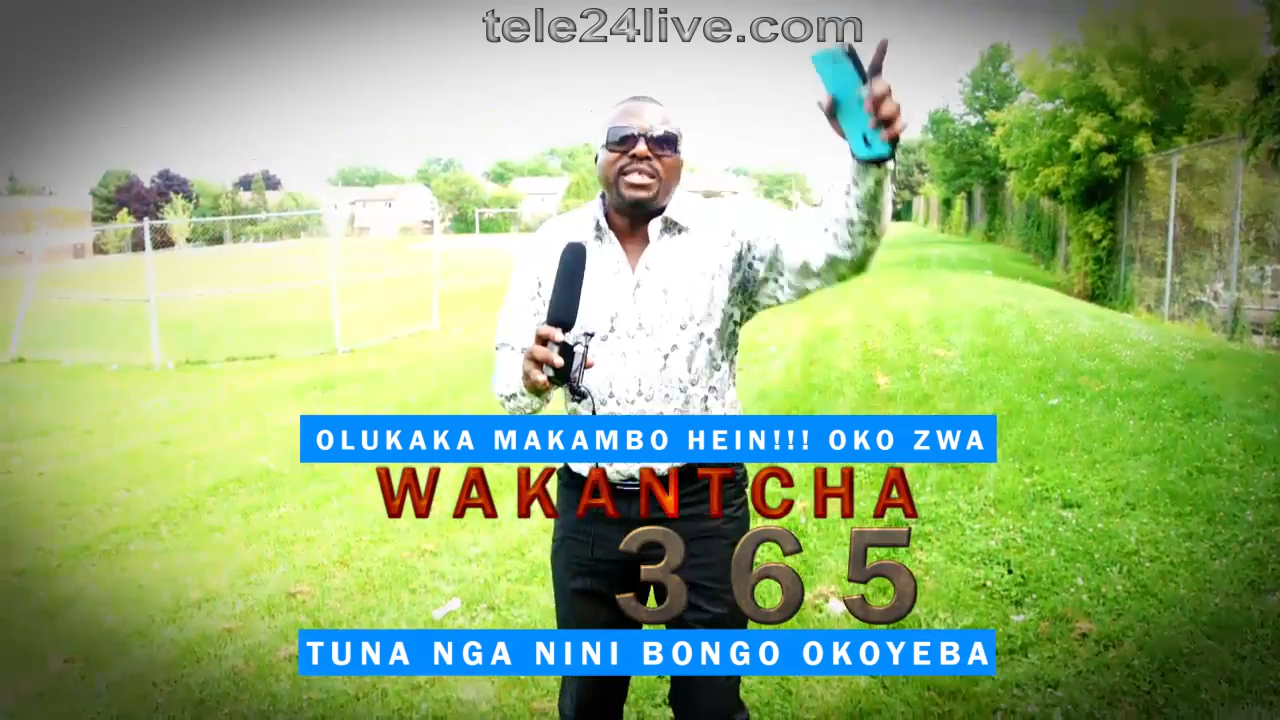 tele24live.com
OLUKAKA MAKAMBO HEIN!!! OKO ZWA
WAKANTCHA
365
TUNA NGA NINI BONGO OKOYEBA